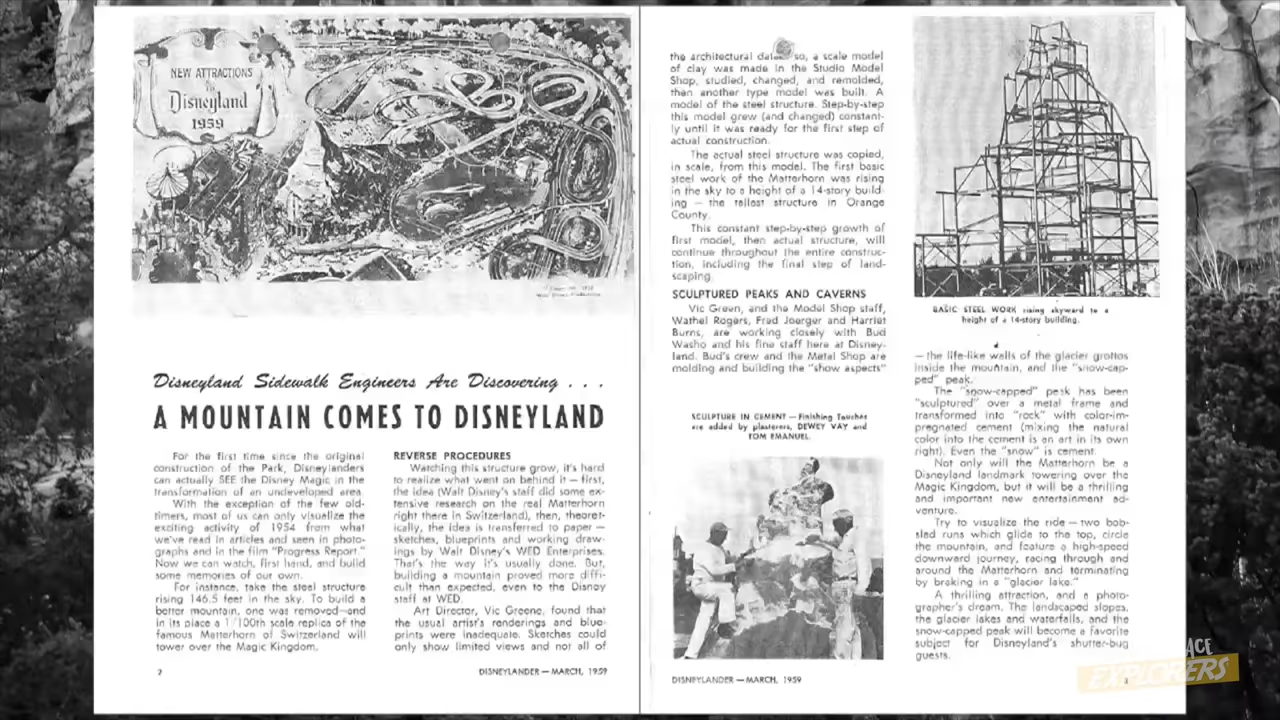 NEW ATTRACTIONS
Disneyland
1959
Disneyland Sidewalk Engineers Are Discovering . . .
A MOUNTAIN COMES TO DISNEYLAND
For the first time since the original
construction of the Park, Disneylanders
can actually SEE the Disney Magic in the
transformation of an undeveloped area.
With the exception of the few old-
timers, most of us can only visualize the
exciting activity of 1954 from what
we've read in articles and seen in photo-
graphs and in the film "Progress Report."
Now we can watch, first hand, and build
some memories of our own.
For instance, take the steel structure
rising 146.5 feet in the sky. To build a
better mountain, one was removed—and
in its place a 1/100th scale replica of the
famous Matterhorn of Switzerland will
tower over the Magic Kingdom.
2
REVERSE PROCEDURES
Watching this structure grow, it's hard
to realize what went on behind it — first,
the idea (Walt Disney's staff did some ex-
tensive research on the real Matterhorn
right there in Switzerland), then, theoret-
ically, the idea is transferred to paper —
sketches, blueprints and working draw-
ings by Walt Disney's WED Enterprises.
That's the way it's usually done. But,
building a mountain proved more diffi-
cult than expected, even to the Disney
staff at WED.
Art Director, Vic Greene, found that
the usual artist's renderings and blue-
prints were inadequate. Sketches could
only show limited views and not all of
DISNEYLANDER — MARCH, 1959
the architectural so, a scale model
of clay was made in the Studio Model
Shop, studied, changed, and remolded,
then another type model was built. A
model of the steel structure. Step-by-step
this model grew (and changed) constant-
ly until it was ready for the first step of
actual construction.
The actual steel structure was copied,
in scale, from this model. The first basic
steel work of the Matterhorn was rising
in the sky to a height of a 14-story build-
ing — the tallest structure in Orange
County.
This constant step-by-step growth of
first model, then actual structure, will
continue throughout the entire construc-
tion, including the final step of land-
scaping.
SCULPTURED PEAKS AND CAVERNS
Vic Green, and the Model Shop staff,
Wathel Rogers, Fred Joerger and Harriet
Burns, are working closely with Bud
Washo and his fine staff here at Disney-
land. Bud's crew and the Metal Shop are
molding and building the "show aspects"
SCULPTURE IN CEMENT — Finishing Touches
are added by plasterers, DEWEY VAY and
TOM EMANUEL.
DISNEYLANDER — MARCH, 1959
BASIC STEEL WORK rising skyward to a
height of a 14-story building.
— the life-like walls of the glacier grottos
inside the mountain, and the "snow-cap-
ped" peak.
The "snow-capped" peak has been
"sculptured" over a metal frame and
transformed into "rock" with color-im-
pregnated cement (mixing the natural
color into the cement is an art in its own
right). Even the "snow" is cement.
Not only will the Matterhorn be a
Disneyland landmark towering over the
Magic Kingdom, but it will be a thrilling
and important new entertainment ad-
venture.
Try to visualize the ride — two bob-
sled runs which glide to the top, circle
the mountain, and feature a high-speed
downward journey, racing through and
around the Matterhorn and terminating
by braking in a "glacier lake."
A thrilling attraction, and a photo-
grapher's dream. The landscaped slopes,
the glacier lakes and waterfalls, and the
snow-capped peak will become a favorite
subject for Disneyland's shutter-bug
guests.
3
ACE
EXPLORERS